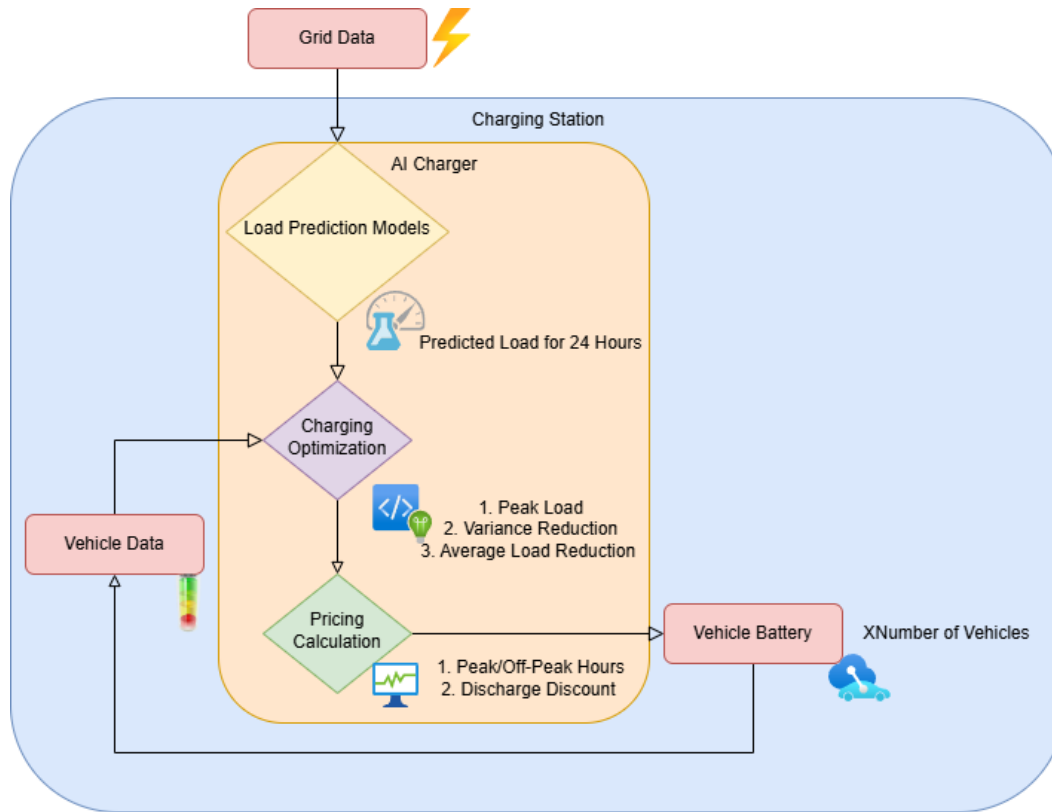 Grid Data
Charging Station
AI Charger
Load Prediction Models
Predicted Load for 24 Hours
Charging
Optimization
1. Peak Load
2. Variance Reduction
3. Average Load Reduction
Vehicle Data
Pricing
Calculation
1. Peak/Off-Peak Hours
2. Discharge Discount
Vehicle Battery
XNumber of Vehicles